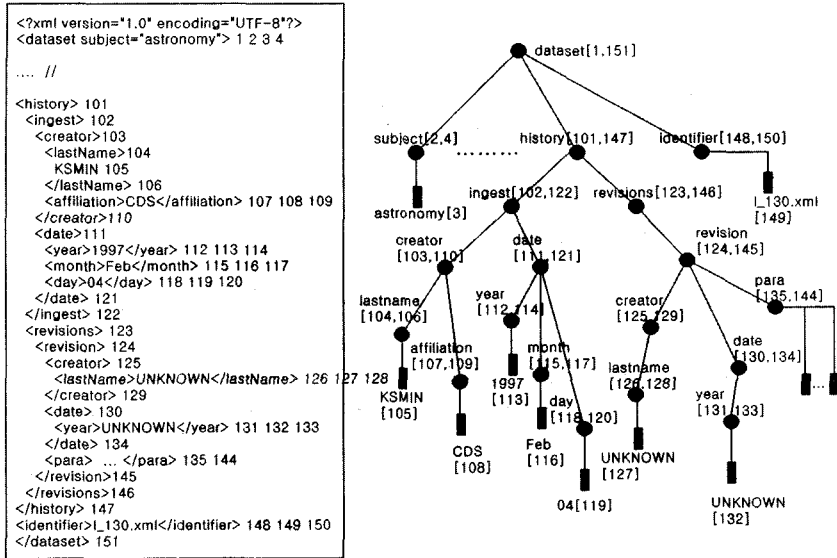 <?xml version="1.0" encoding="UTF-8"?>
<dataset subject="astronomy"> 1 2 3 4
.... //
<history> 101
<ingest> 102
<creator>103
<lastName>104
KSMIN 105
</lastName> 106
<affiliation>CDS</affiliation> 107 108 109
</creator>110
<date>111
<year>1997</year> 112 113 114
<month>Feb</month> 115 116 117
<day>04</day> 118 119 120
</date> 121
</ingest> 122
<revisions> 123
<revision> 124
<creator> 125
<lastName>UNKNOWN</lastName> 126 127 128
</creator> 129
<date> 130
<year>UNKNOWN</year> 131 132 133
</date> 134
<para> ... </para> 135 144
</revision>145
</revisions>146
</history> 147
<identifier>I_130.xml</identifier> 148 149 150
</dataset> 151
dataset[1,151]
subject[2,4]
........
history[101,147]
identifier[148,150]
astronomy[3]
ingest[102,122]
revisions[123,146]
I_130.xml
[149]
creator
[103,110]
date
[111,121]
revision
[124,145]
lastname
[104,106]
year
[112,114]
creator
[125,129]
para
[135,144]
affiliation
[107,109]
month
[115,117]
lastname
[126,128]
date
[130,134]
KSMIN
[105]
1997
[113]
day
[118,120]
year
[131,133]
...
CDS
[108]
Feb
[116]
UNKNOWN
[127]
04[119]
UNKNOWN
[132]